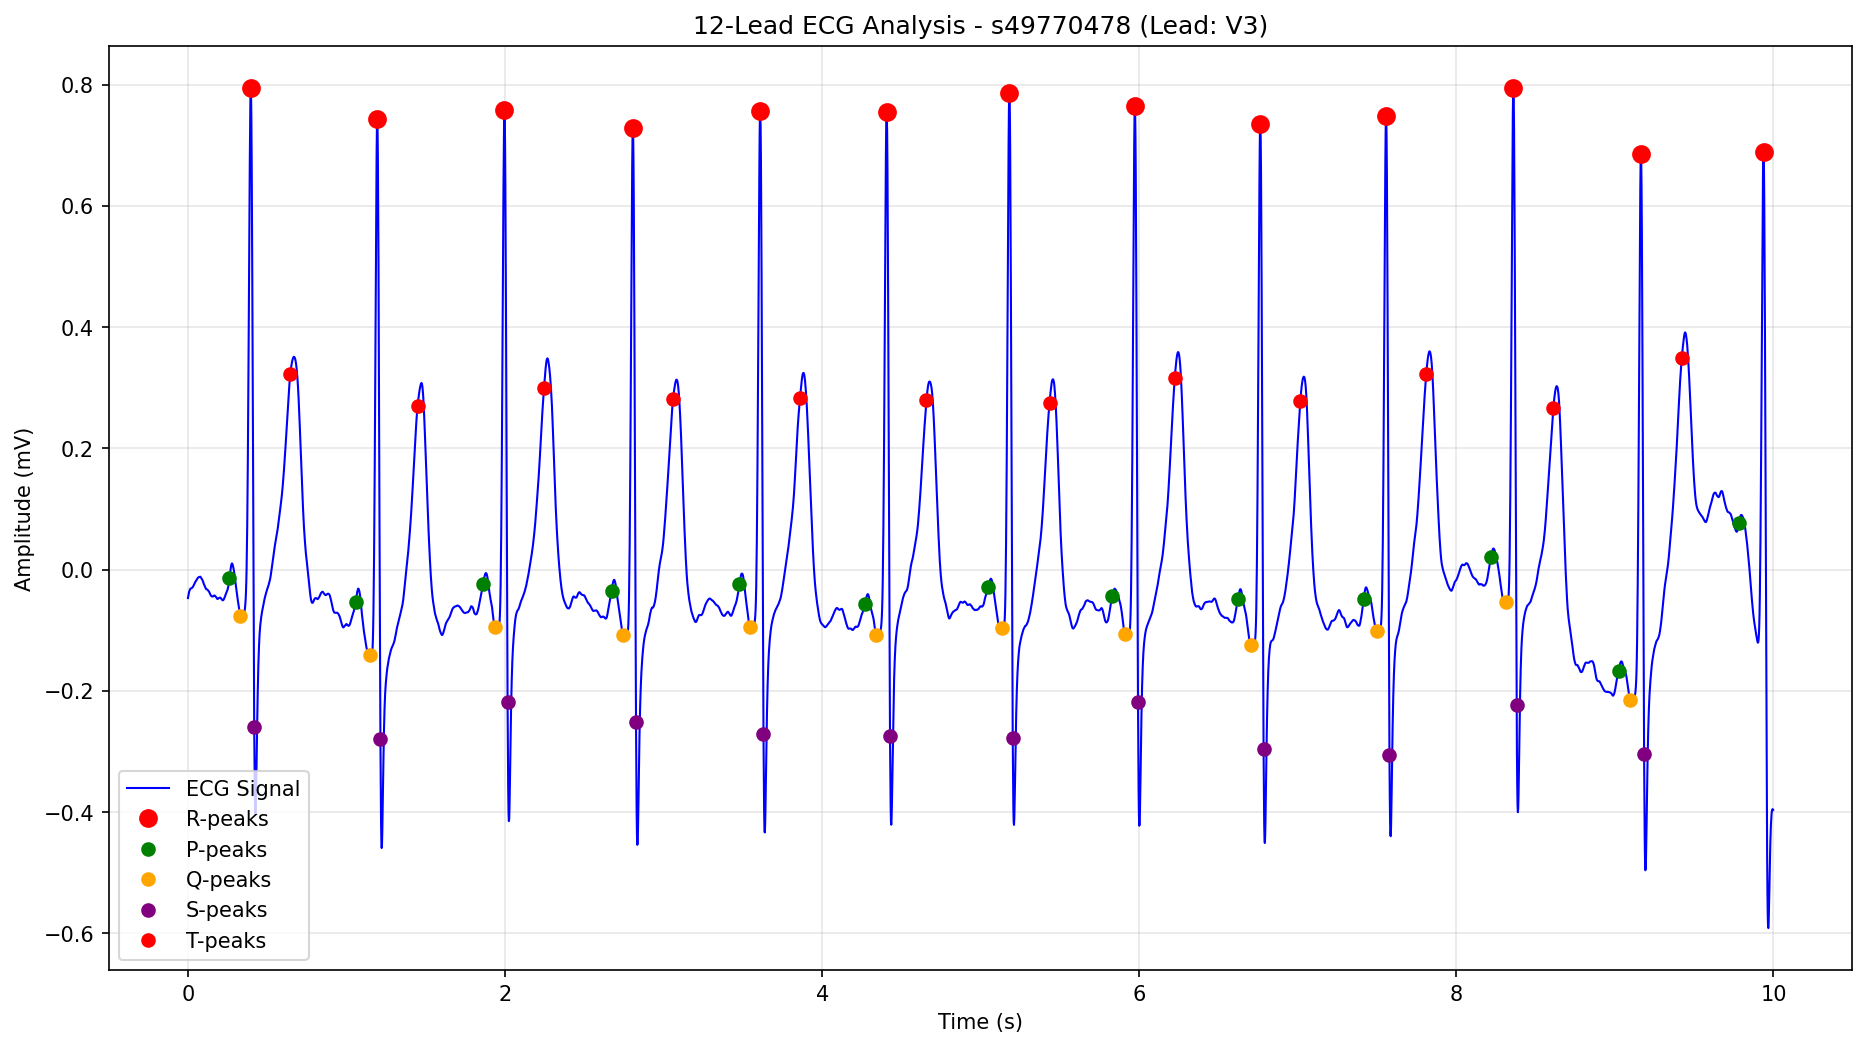 12-Lead ECG Analysis - s49770478 (Lead: V3)
Amplitude (mV)
0.8
0.6
0.4
0.2
0.0
−0.2
−0.4
−0.6
ECG Signal
R-peaks
P-peaks
Q-peaks
S-peaks
T-peaks
0 2 4 6 8 10
Time (s)